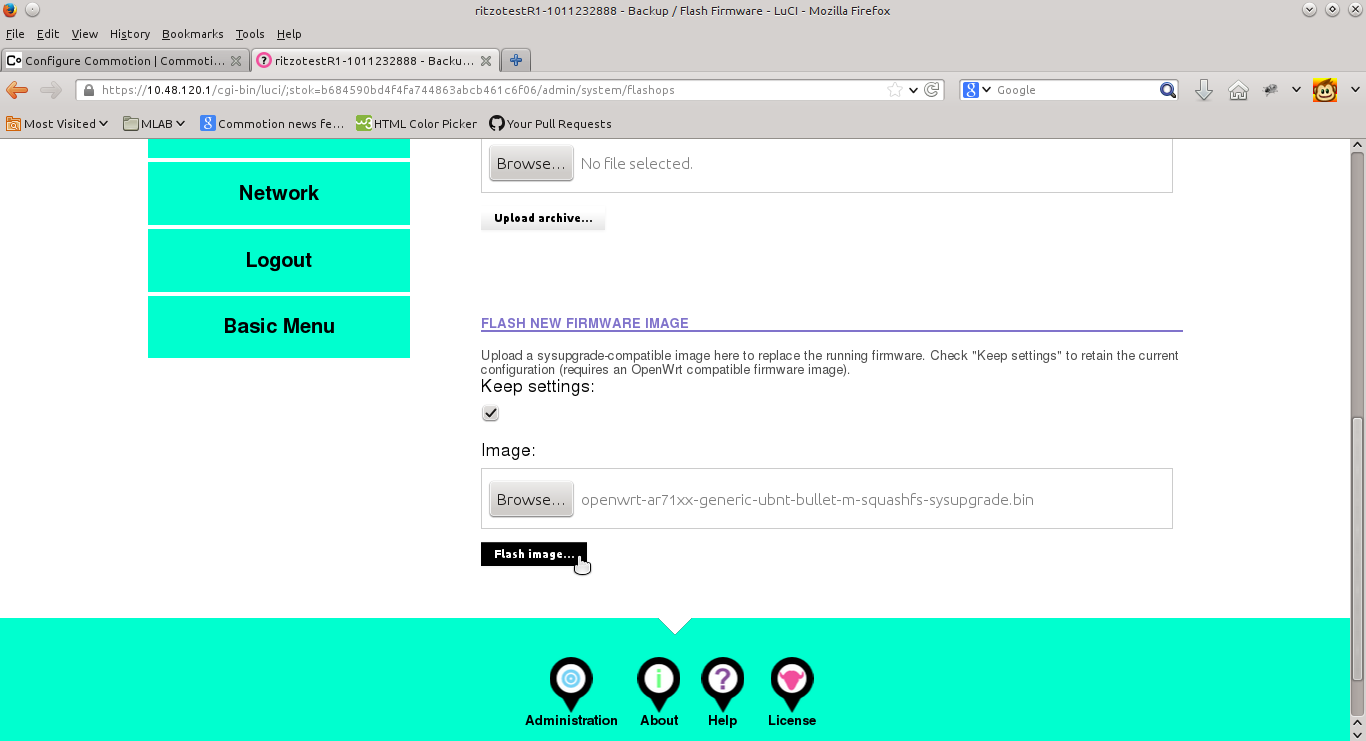 ritzotestR1-1011232888 - Backup / Flash Firmware - LuCI - Mozilla Firefox
File Edit View History Bookmarks Tools Help
Configure Commotion | Commoti... ritzotestR1-1011232888 - Backu...
https://10.48.120.1/cgi-bin/luci/;stok=b684590bd4f4fa744863abcb461c6f06/admin/system/flashops Google
Most Visited MLAB Commotion news fe... HTML Color Picker Your Pull Requests
Browse... No file selected.
Network
Upload archive...
Logout
Basic Menu
FLASH NEW FIRMWARE IMAGE
Upload a sysupgrade-compatible image here to replace the running firmware. Check "Keep settings" to retain the current
configuration (requires an OpenWrt compatible firmware image).
Keep settings:
Image:
Browse... openwrt-ar71xx-generic-ubnt-bullet-m-squashfs-sysupgrade.bin
Flash image...
Administration About Help License